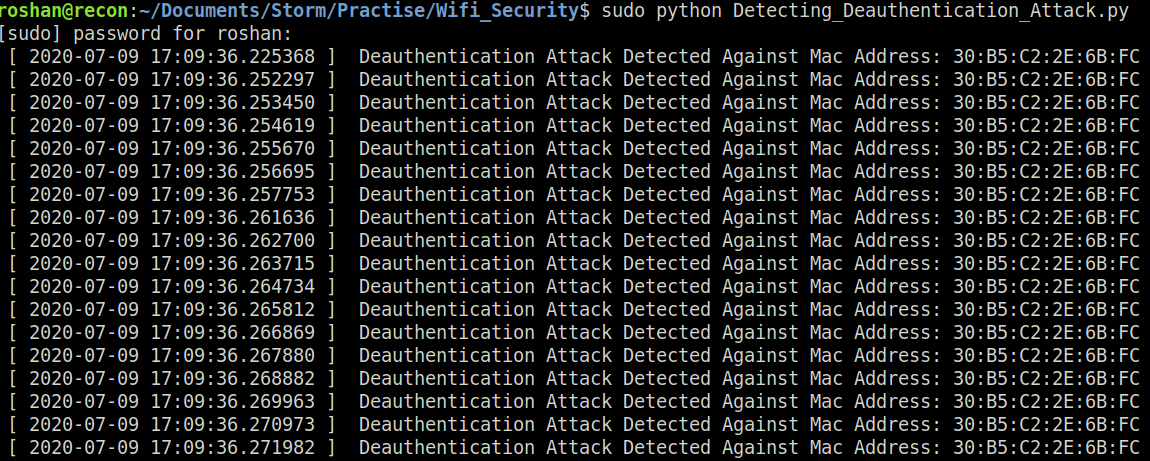 roshan@recon:~/Documents/Storm/Practise/Wifi_Security$ sudo python Detecting_Deauthentication_Attack.py
[sudo] password for roshan:
[ 2020-07-09 17:09:36.225368 ]  Deauthentication Attack Detected Against Mac Address: 30:B5:C2:2E:6B:FC
[ 2020-07-09 17:09:36.252297 ]  Deauthentication Attack Detected Against Mac Address: 30:B5:C2:2E:6B:FC
[ 2020-07-09 17:09:36.253450 ]  Deauthentication Attack Detected Against Mac Address: 30:B5:C2:2E:6B:FC
[ 2020-07-09 17:09:36.254619 ]  Deauthentication Attack Detected Against Mac Address: 30:B5:C2:2E:6B:FC
[ 2020-07-09 17:09:36.255670 ]  Deauthentication Attack Detected Against Mac Address: 30:B5:C2:2E:6B:FC
[ 2020-07-09 17:09:36.256695 ]  Deauthentication Attack Detected Against Mac Address: 30:B5:C2:2E:6B:FC
[ 2020-07-09 17:09:36.257753 ]  Deauthentication Attack Detected Against Mac Address: 30:B5:C2:2E:6B:FC
[ 2020-07-09 17:09:36.261636 ]  Deauthentication Attack Detected Against Mac Address: 30:B5:C2:2E:6B:FC
[ 2020-07-09 17:09:36.262700 ]  Deauthentication Attack Detected Against Mac Address: 30:B5:C2:2E:6B:FC
[ 2020-07-09 17:09:36.263715 ]  Deauthentication Attack Detected Against Mac Address: 30:B5:C2:2E:6B:FC
[ 2020-07-09 17:09:36.264734 ]  Deauthentication Attack Detected Against Mac Address: 30:B5:C2:2E:6B:FC
[ 2020-07-09 17:09:36.265812 ]  Deauthentication Attack Detected Against Mac Address: 30:B5:C2:2E:6B:FC
[ 2020-07-09 17:09:36.266869 ]  Deauthentication Attack Detected Against Mac Address: 30:B5:C2:2E:6B:FC
[ 2020-07-09 17:09:36.267880 ]  Deauthentication Attack Detected Against Mac Address: 30:B5:C2:2E:6B:FC
[ 2020-07-09 17:09:36.268882 ]  Deauthentication Attack Detected Against Mac Address: 30:B5:C2:2E:6B:FC
[ 2020-07-09 17:09:36.269963 ]  Deauthentication Attack Detected Against Mac Address: 30:B5:C2:2E:6B:FC
[ 2020-07-09 17:09:36.270973 ]  Deauthentication Attack Detected Against Mac Address: 30:B5:C2:2E:6B:FC
[ 2020-07-09 17:09:36.271982 ]  Deauthentication Attack Detected Against Mac Address: 30:B5:C2:2E:6B:FC